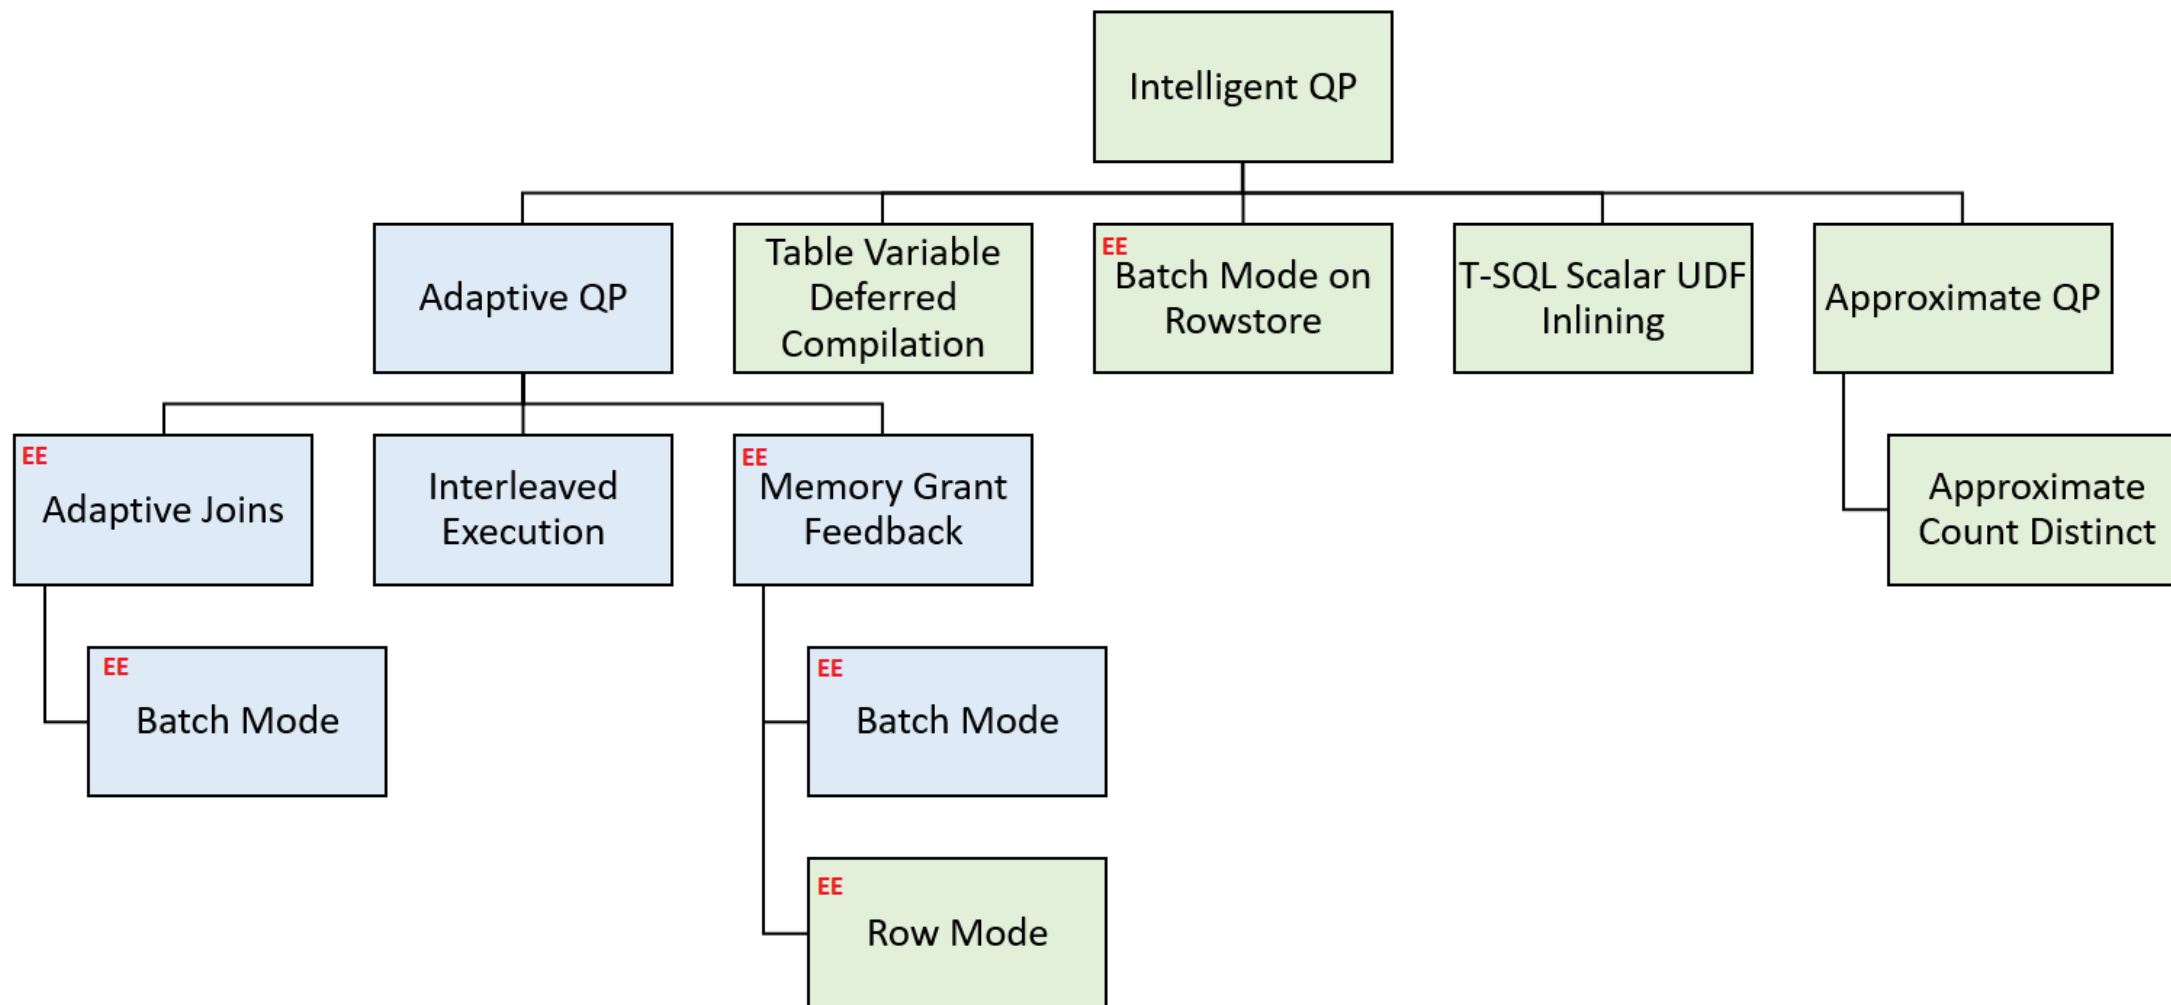 Intelligent QP
Adaptive QP
Table Variable
Deferred
Compilation
EE
Batch Mode on
Rowstore
T-SQL Scalar UDF
Inlining
Approximate QP
EE
Adaptive Joins
Interleaved
Execution
EE
Memory Grant
Feedback
Approximate
Count Distinct
EE
Batch Mode
EE
Batch Mode
EE
Row Mode